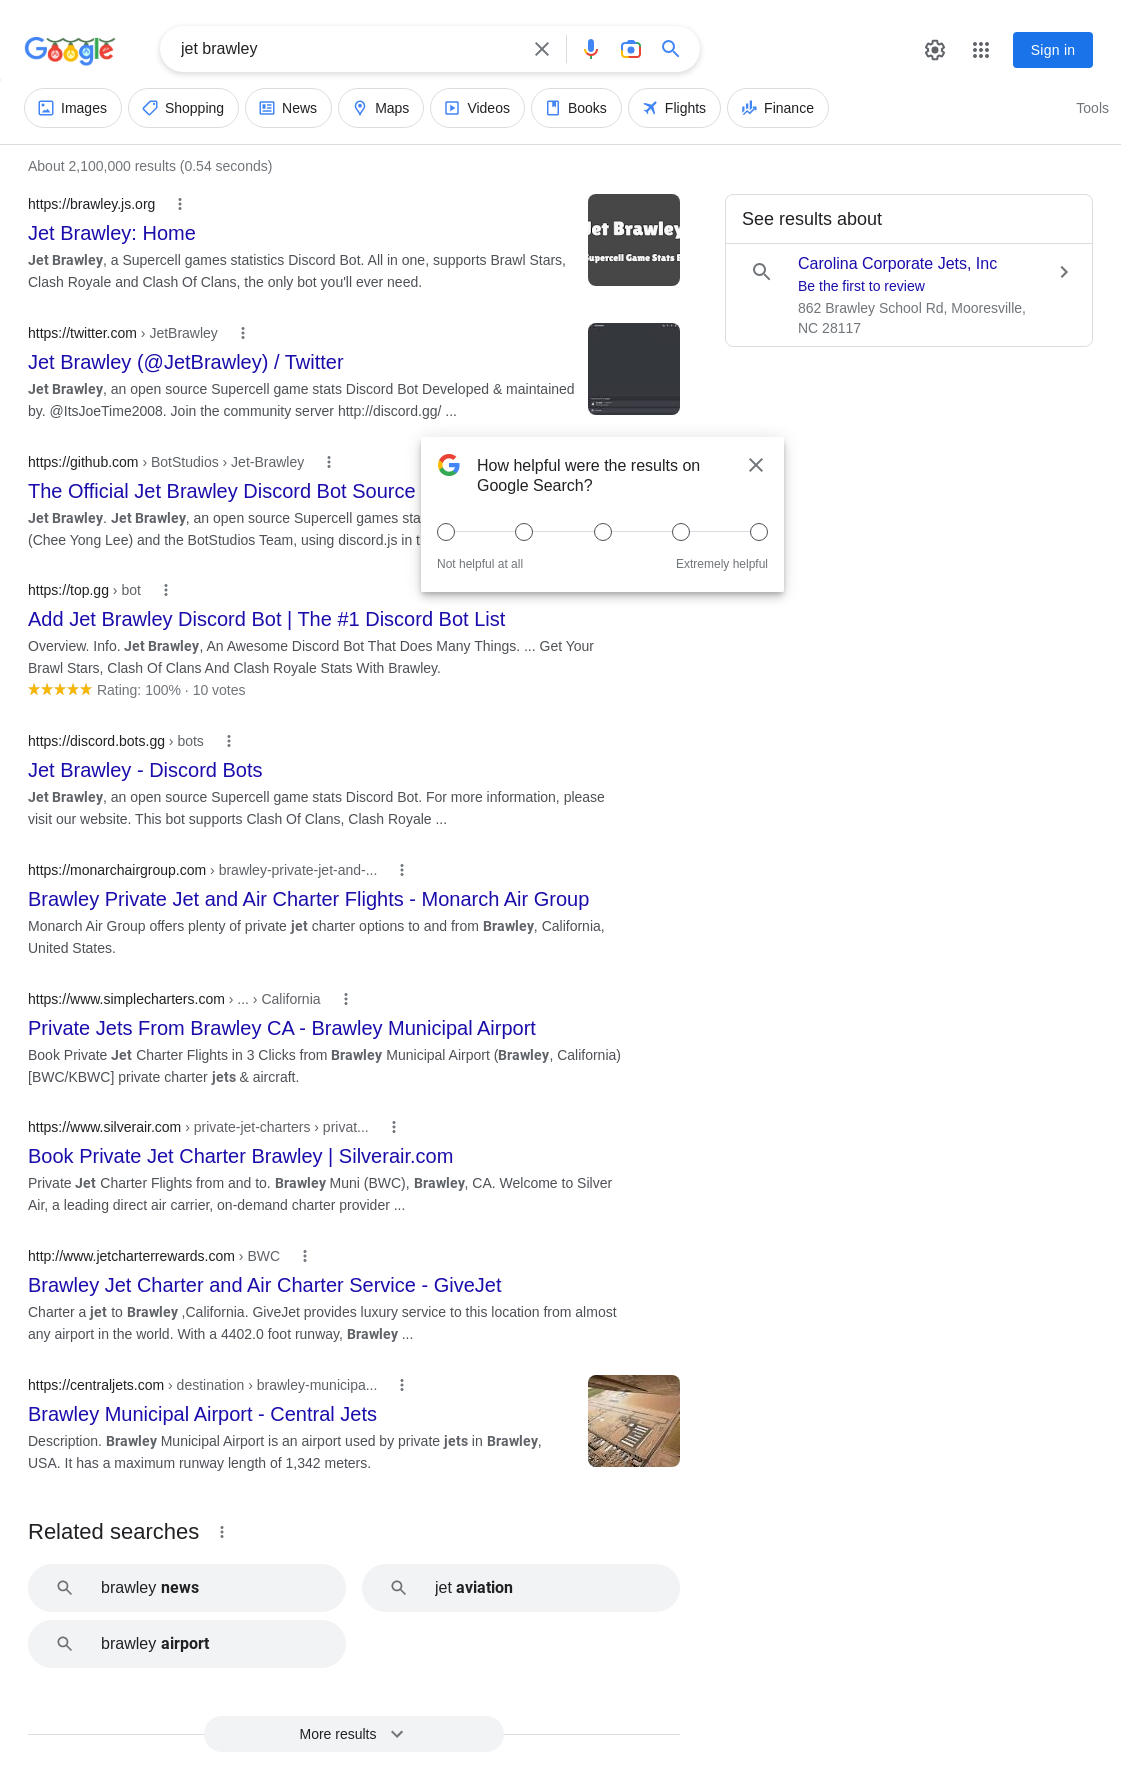 Google
jet brawley
Sign in
Images
Shopping
News
Maps
Videos
Books
Flights
Finance
Tools
About 2,100,000 results (0.54 seconds)
https://brawley.js.org
Jet Brawley: Home
Jet Brawley, a Supercell games statistics Discord Bot. All in one, supports Brawl Stars,
Clash Royale and Clash Of Clans, the only bot you'll ever need.
Jet Brawley
Supercell Game Stats B
https://twitter.com › JetBrawley
Jet Brawley (@JetBrawley) / Twitter
Jet Brawley, an open source Supercell game stats Discord Bot Developed & maintained
by. @ItsJoeTime2008. Join the community server http://discord.gg/ ...
https://github.com › BotStudios › Jet-Brawley
The Official Jet Brawley Discord Bot Source
Jet Brawley. Jet Brawley, an open source Supercell games sta
(Chee Yong Lee) and the BotStudios Team, using discord.js in t
How helpful were the results on
Google Search?
Not helpful at all
Extremely helpful
https://top.gg › bot
Add Jet Brawley Discord Bot | The #1 Discord Bot List
Overview. Info. Jet Brawley, An Awesome Discord Bot That Does Many Things. ... Get Your
Brawl Stars, Clash Of Clans And Clash Royale Stats With Brawley.
Rating: 100% · 10 votes
https://discord.bots.gg › bots
Jet Brawley - Discord Bots
Jet Brawley, an open source Supercell game stats Discord Bot. For more information, please
visit our website. This bot supports Clash Of Clans, Clash Royale ...
https://monarchairgroup.com › brawley-private-jet-and-...
Brawley Private Jet and Air Charter Flights - Monarch Air Group
Monarch Air Group offers plenty of private jet charter options to and from Brawley, California,
United States.
https://www.simplecharters.com › ... › California
Private Jets From Brawley CA - Brawley Municipal Airport
Book Private Jet Charter Flights in 3 Clicks from Brawley Municipal Airport (Brawley, California)
[BWC/KBWC] private charter jets & aircraft.
https://www.silverair.com › private-jet-charters › privat...
Book Private Jet Charter Brawley | Silverair.com
Private Jet Charter Flights from and to. Brawley Muni (BWC), Brawley, CA. Welcome to Silver
Air, a leading direct air carrier, on-demand charter provider ...
http://www.jetcharterrewards.com › BWC
Brawley Jet Charter and Air Charter Service - GiveJet
Charter a jet to Brawley ,California. GiveJet provides luxury service to this location from almost
any airport in the world. With a 4402.0 foot runway, Brawley ...
https://centraljets.com › destination › brawley-municipa...
Brawley Municipal Airport - Central Jets
Description. Brawley Municipal Airport is an airport used by private jets in Brawley,
USA. It has a maximum runway length of 1,342 meters.
Related searches
brawley news
jet aviation
brawley airport
More results
See results about
Carolina Corporate Jets, Inc
Be the first to review
862 Brawley School Rd, Mooresville,
NC 28117